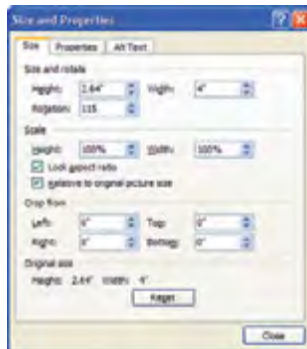 Size and Properties
Size Properties Alt Text
Size and rotate
Height: 2.64" Width: 4"
Rotation: 115
Scale
Height: 100% Width: 100%
Lock aspect ratio
Relative to original picture size
Crop from
Left: 0" Top: 0"
Right: 0" Bottom: 0"
Original size
Height: 2.64" Width: 4"
Reset
Close